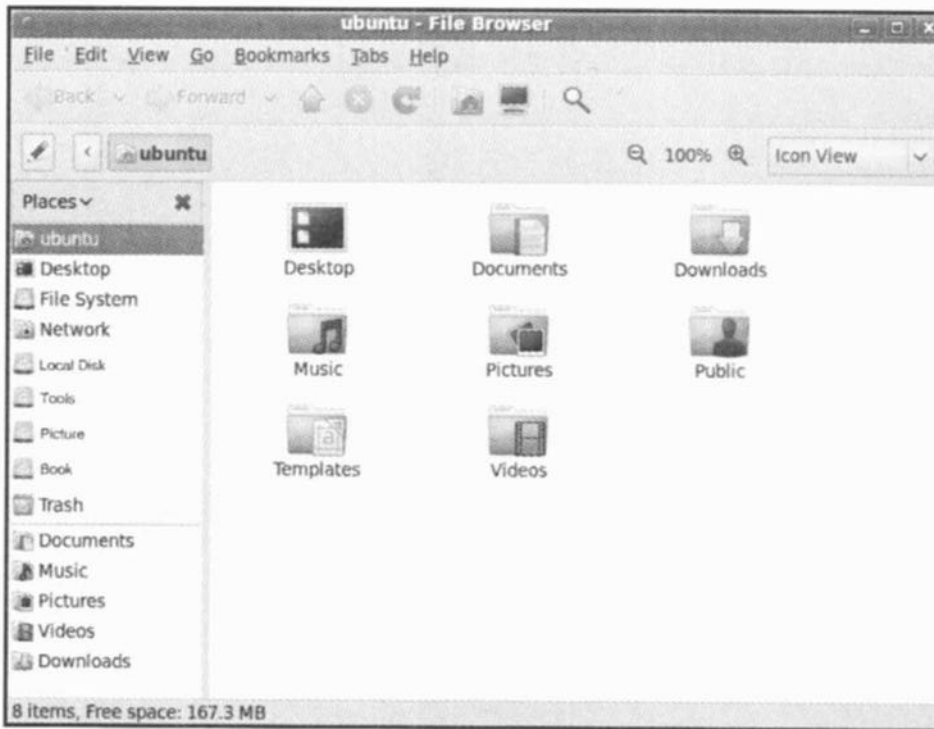 ubuntu - File Browser
File Edit View Go Bookmarks Tabs Help
Back Forward
ubuntu 100% Icon View
Places
ubuntu
Desktop
File System
Network
Local Disk
Tools
Picture
Book
Trash
Documents
Music
Pictures
Videos
Downloads
Desktop Documents Downloads
Music Pictures Public
Templates Videos
8 items, Free space: 167.3 MB